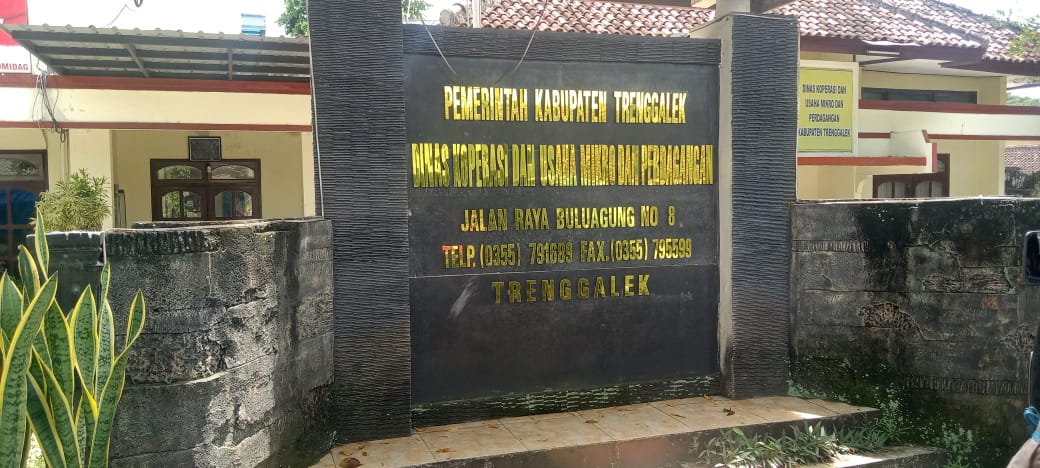 PEMERINTAH KABUPATEN TRENGGALEK
DINAS KOPERASI DAN USAHA MIKRO DAN PERDAGANGAN
JALAN RAYA BULUAGUNG NO 8
TELP. (0355) 791689 FAX. (0355) 795599
TRENGGALEK
DINAS KOPERASI DAN
USAHA MIKRO DAN
PERDAGANGAN
KABUPATEN TRENGGALEK
OMIDAG